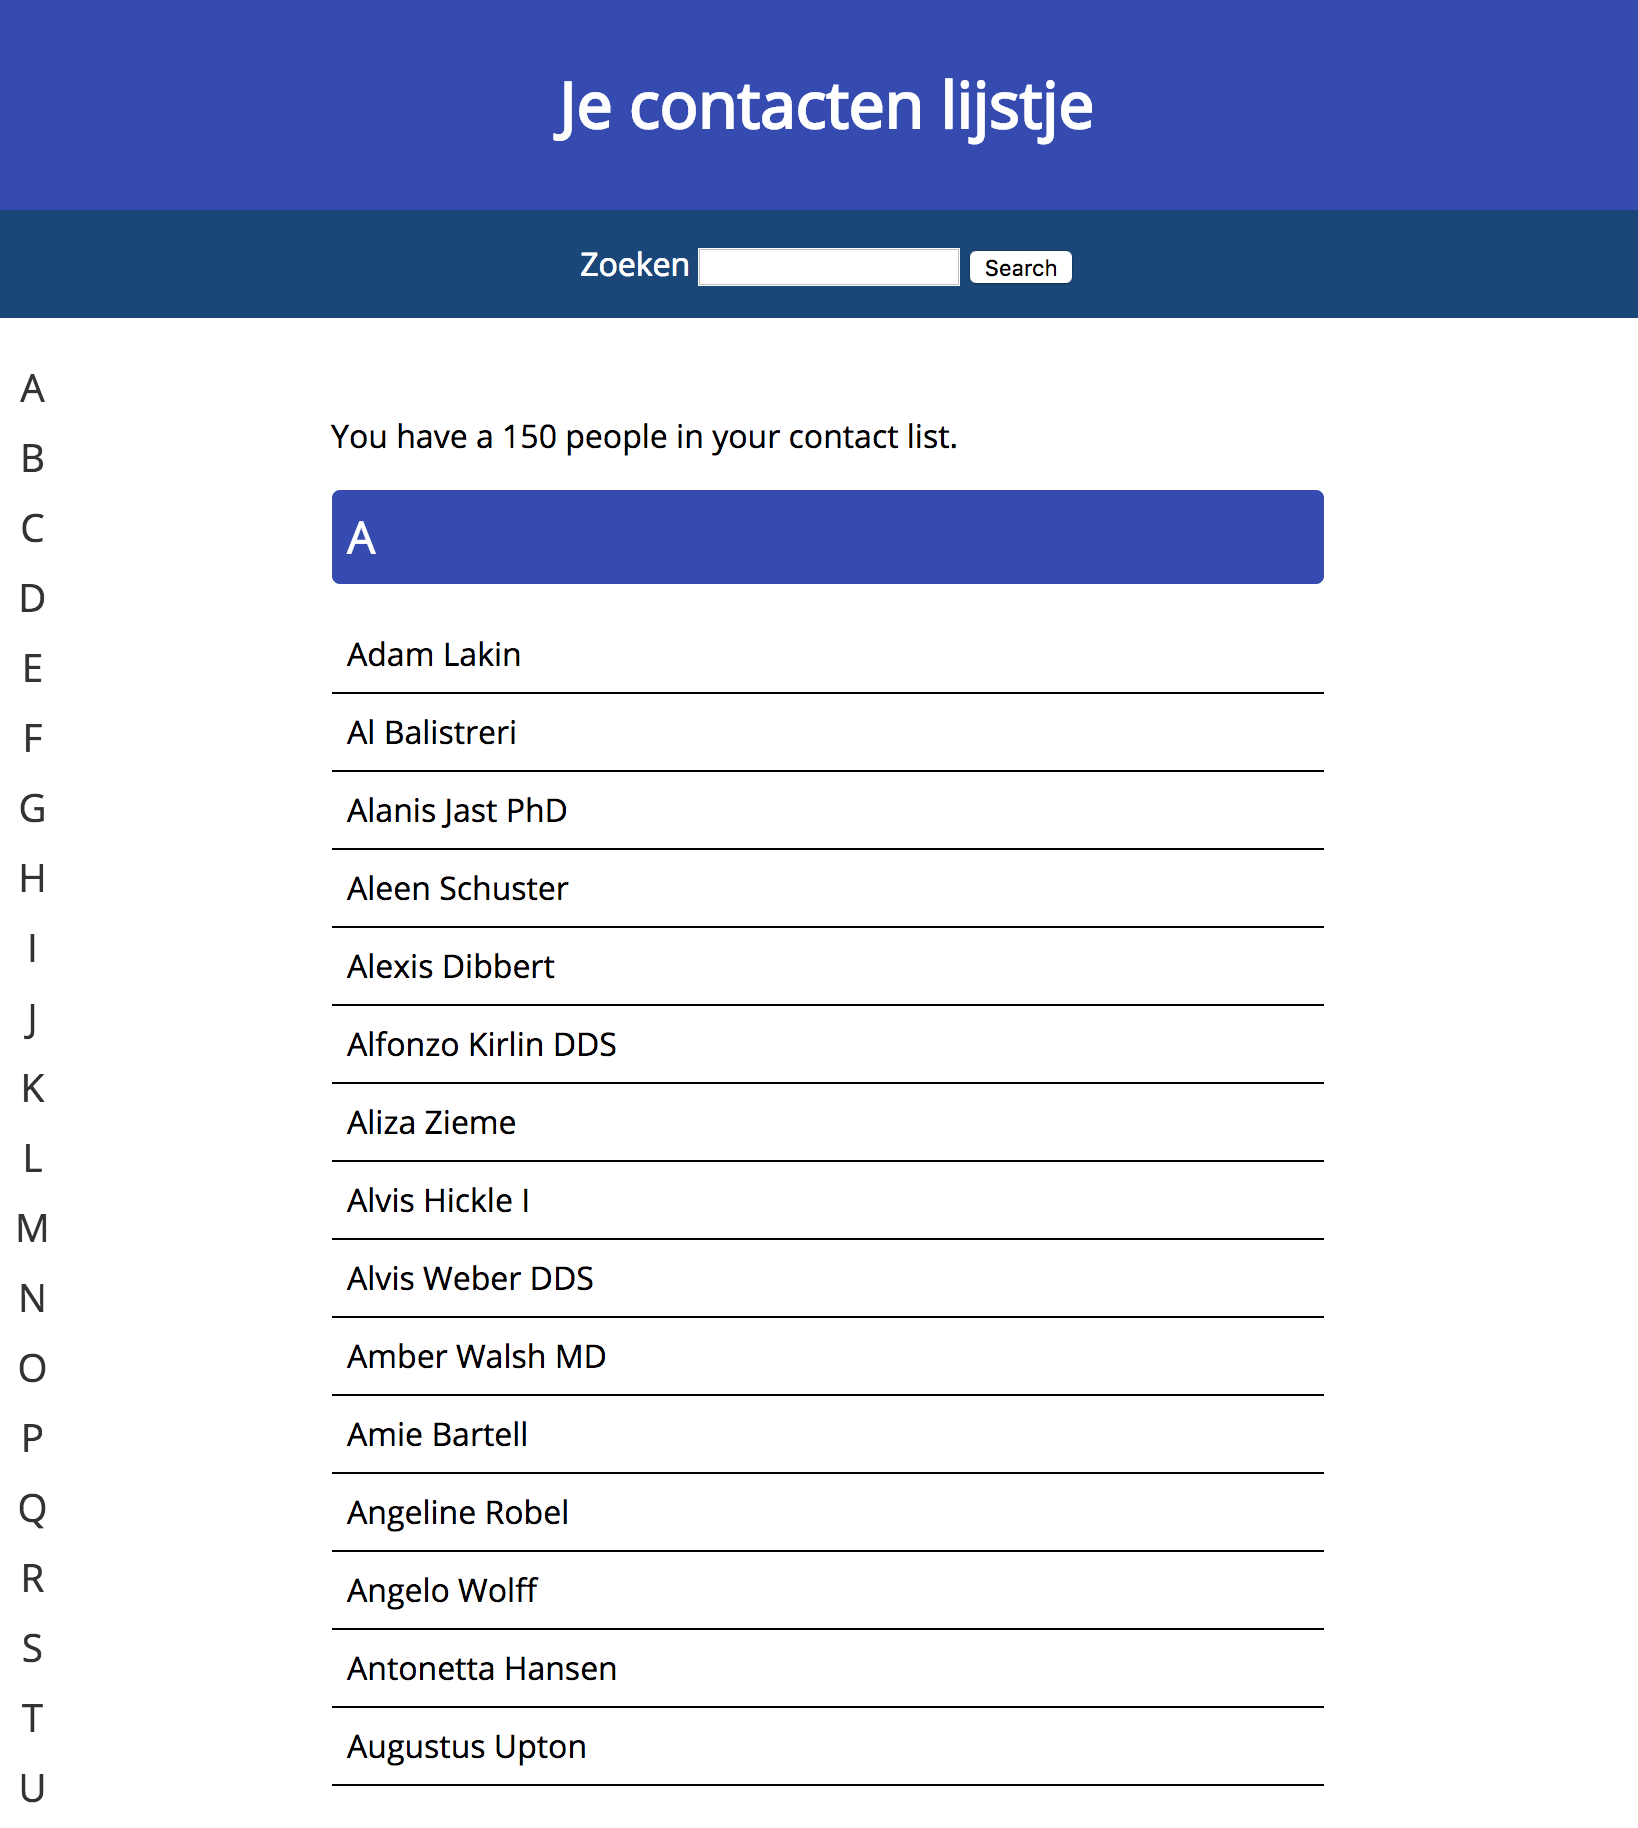 Je contacten lijstje
Zoeken Search
A
B
C
D
E
F
G
H
I
J
K
L
M
N
O
P
Q
R
S
T
U
You have a 150 people in your contact list.
A
Adam Lakin
Al Balistreri
Alanis Jast PhD
Aleen Schuster
Alexis Dibbert
Alfonzo Kirlin DDS
Aliza Zieme
Alvis Hickle I
Alvis Weber DDS
Amber Walsh MD
Amie Bartell
Angeline Robel
Angelo Wolff
Antonetta Hansen
Augustus Upton